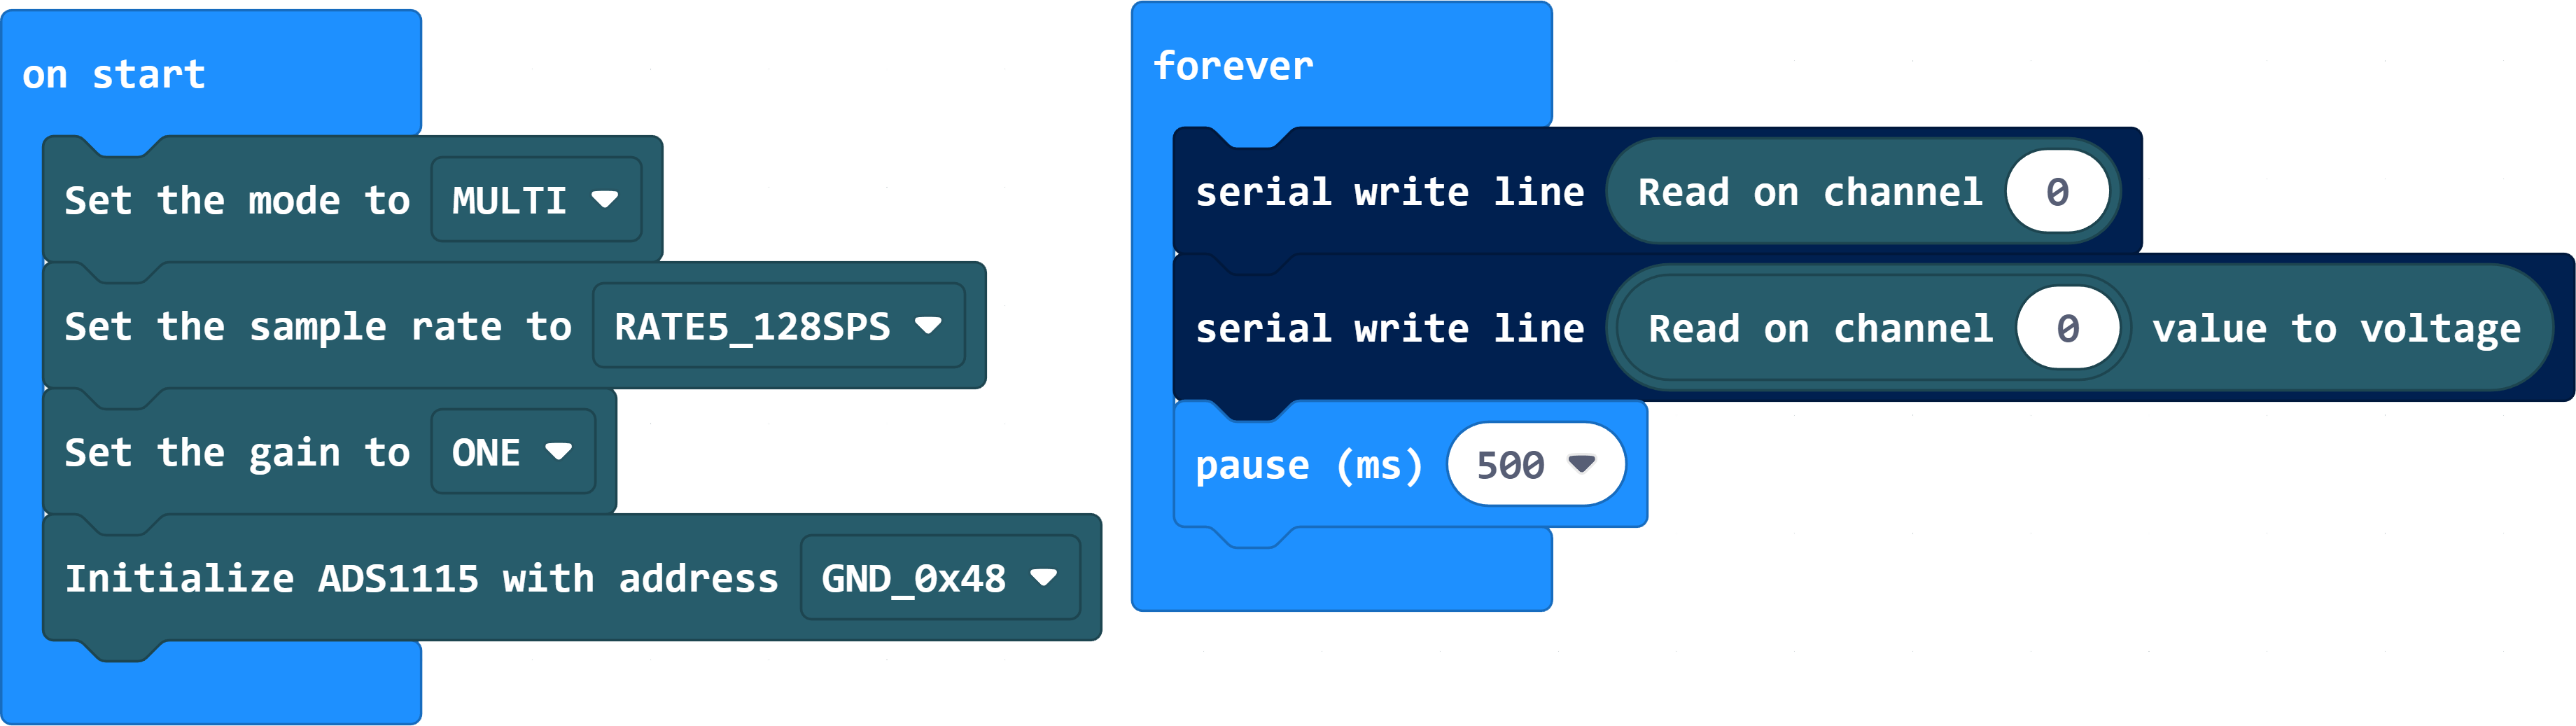 on start
Set the mode to MULTI
Set the sample rate to RATE5_128SPS
Set the gain to ONE
Initialize ADS1115 with address GND_0x48
forever
serial write line Read on channel 0
serial write line Read on channel 0 value to voltage
pause (ms) 500